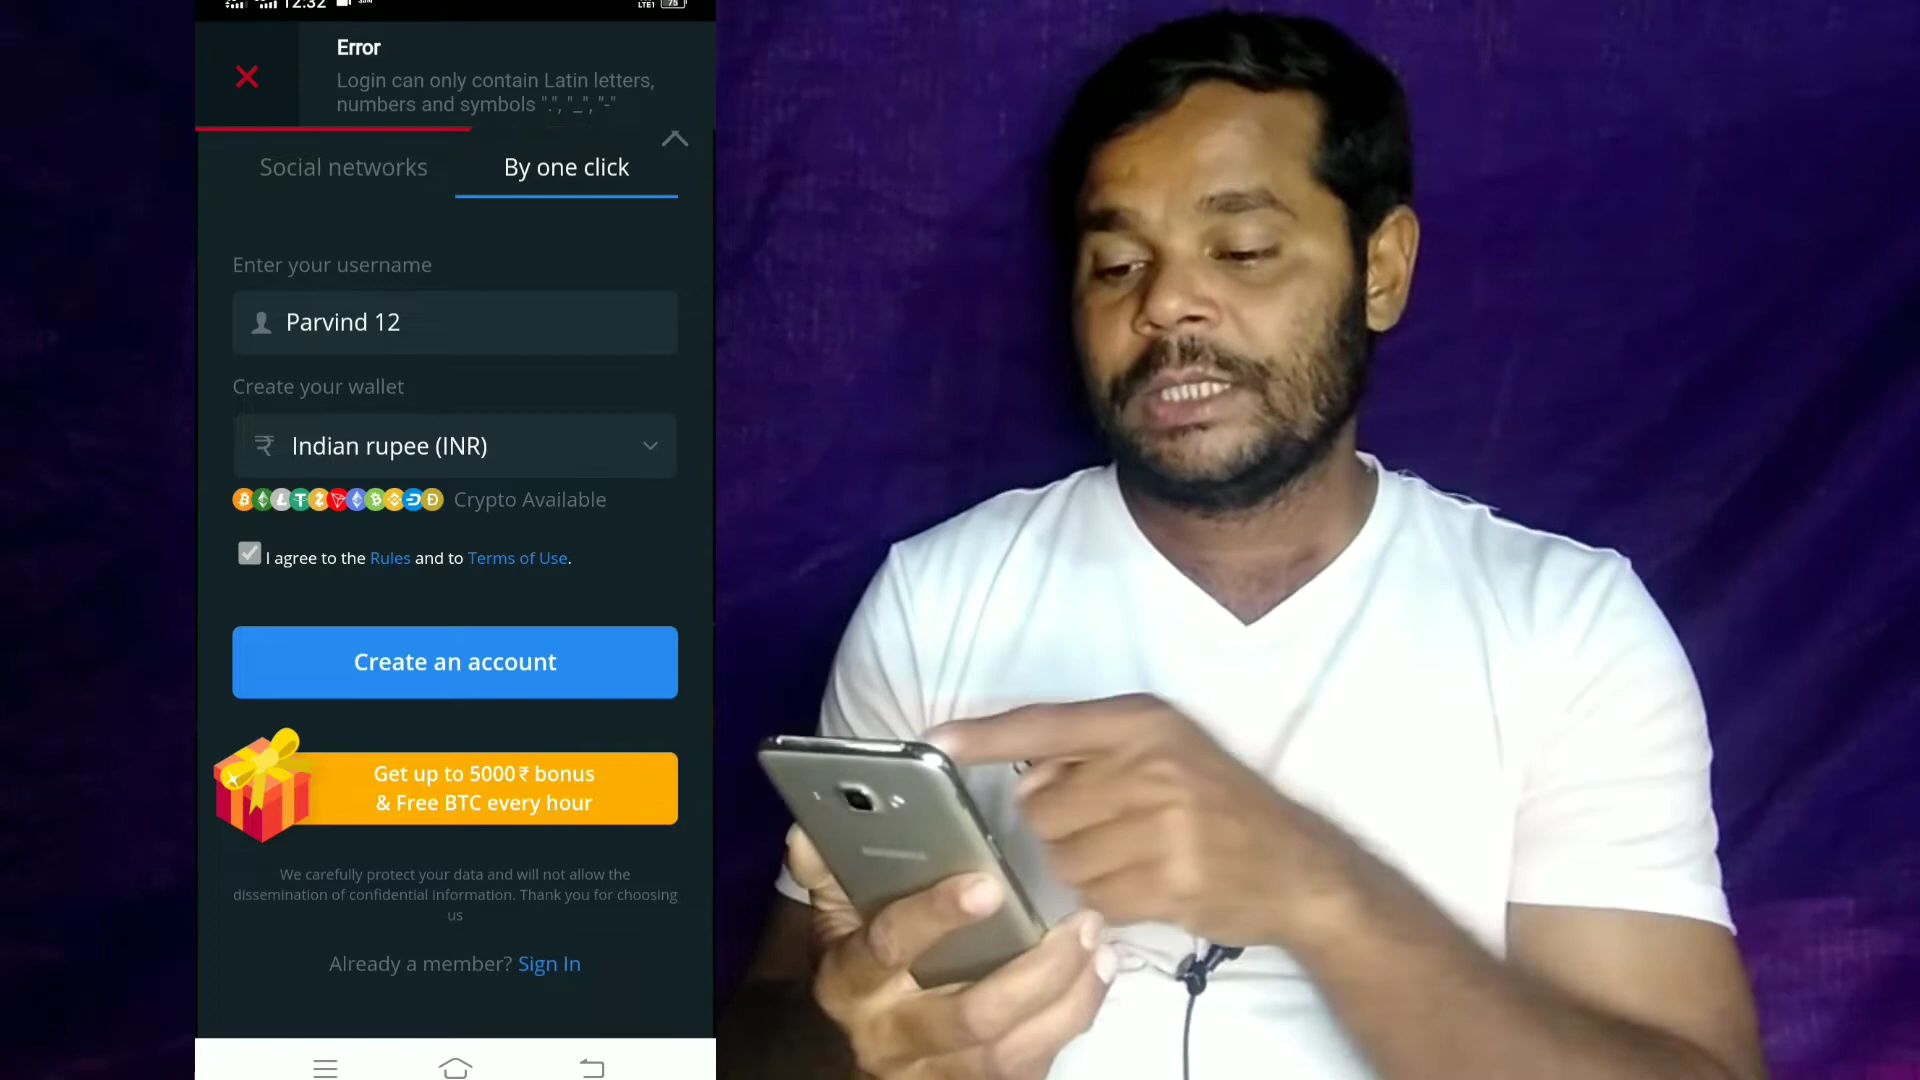 12:32
LTE1
75
Error
Login can only contain Latin letters,
numbers and symbols ".", "_", "-"
Social networks
By one click
Enter your username
Parvind 12
Create your wallet
₹ Indian rupee (INR)
Crypto Available
I agree to the Rules and to Terms of Use.
Create an account
Get up to 5000 ₹ bonus
& Free BTC every hour
We carefully protect your data and will not allow the
dissemination of confidential information. Thank you for choosing
us
Already a member? Sign In